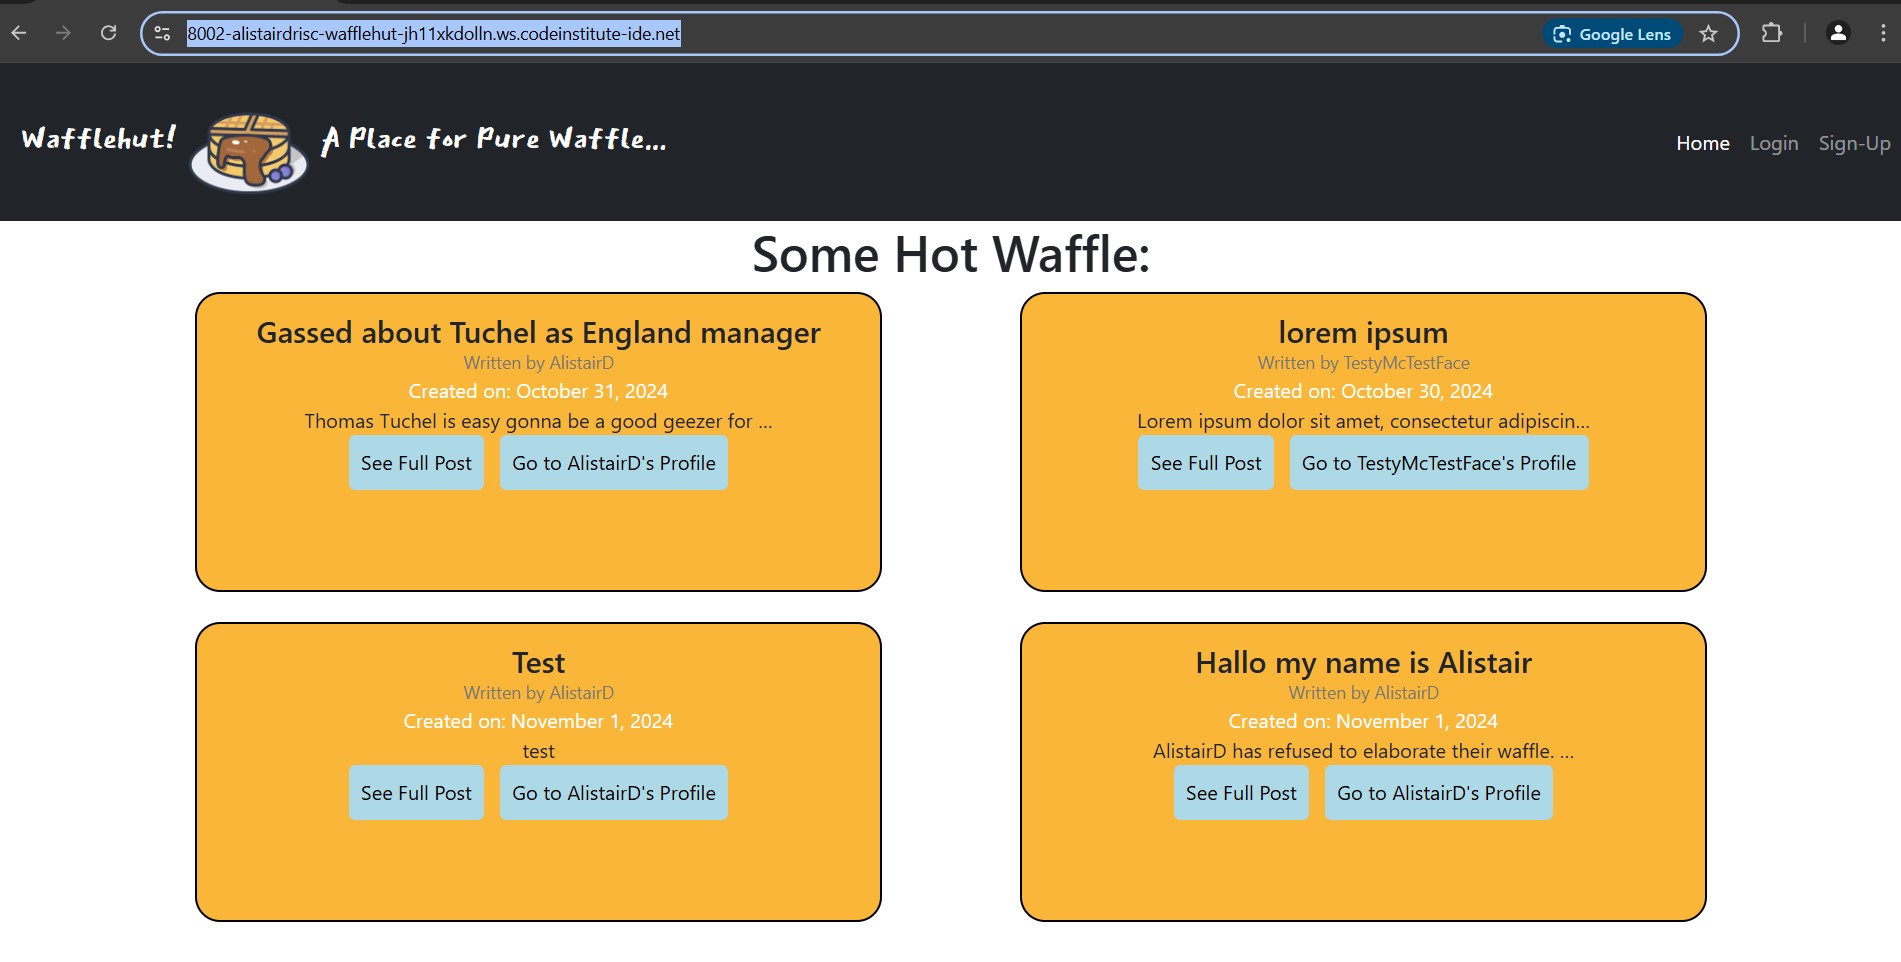 8002-alistairdrisc-wafflehut-jh11xkdolln.ws.codeinstitute-ide.net
Google Lens
Wafflehut!
A Place for Pure Waffle...
Home
Login
Sign-Up
Some Hot Waffle:
Gassed about Tuchel as England manager
Written by AlistairD
Created on: October 31, 2024
Thomas Tuchel is easy gonna be a good geezer for ...
See Full Post
Go to AlistairD's Profile
lorem ipsum
Written by TestyMcTestFace
Created on: October 30, 2024
Lorem ipsum dolor sit amet, consectetur adipiscin...
See Full Post
Go to TestyMcTestFace's Profile
Test
Written by AlistairD
Created on: November 1, 2024
test
See Full Post
Go to AlistairD's Profile
Hallo my name is Alistair
Written by AlistairD
Created on: November 1, 2024
AlistairD has refused to elaborate their waffle. ...
See Full Post
Go to AlistairD's Profile